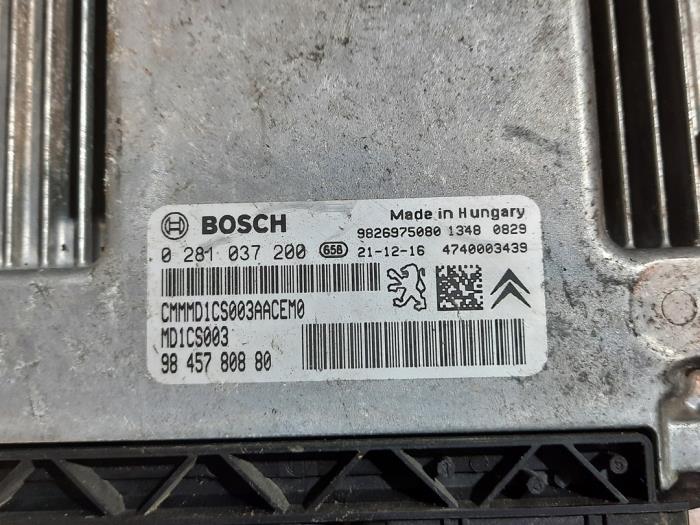 BOSCH
Made in Hungary
9826975080 1348 0829
0 281 037 200 658 21-12-16 4740003439
CMMMD1CS003AACEM0
MD1CS003
98 457 808 80